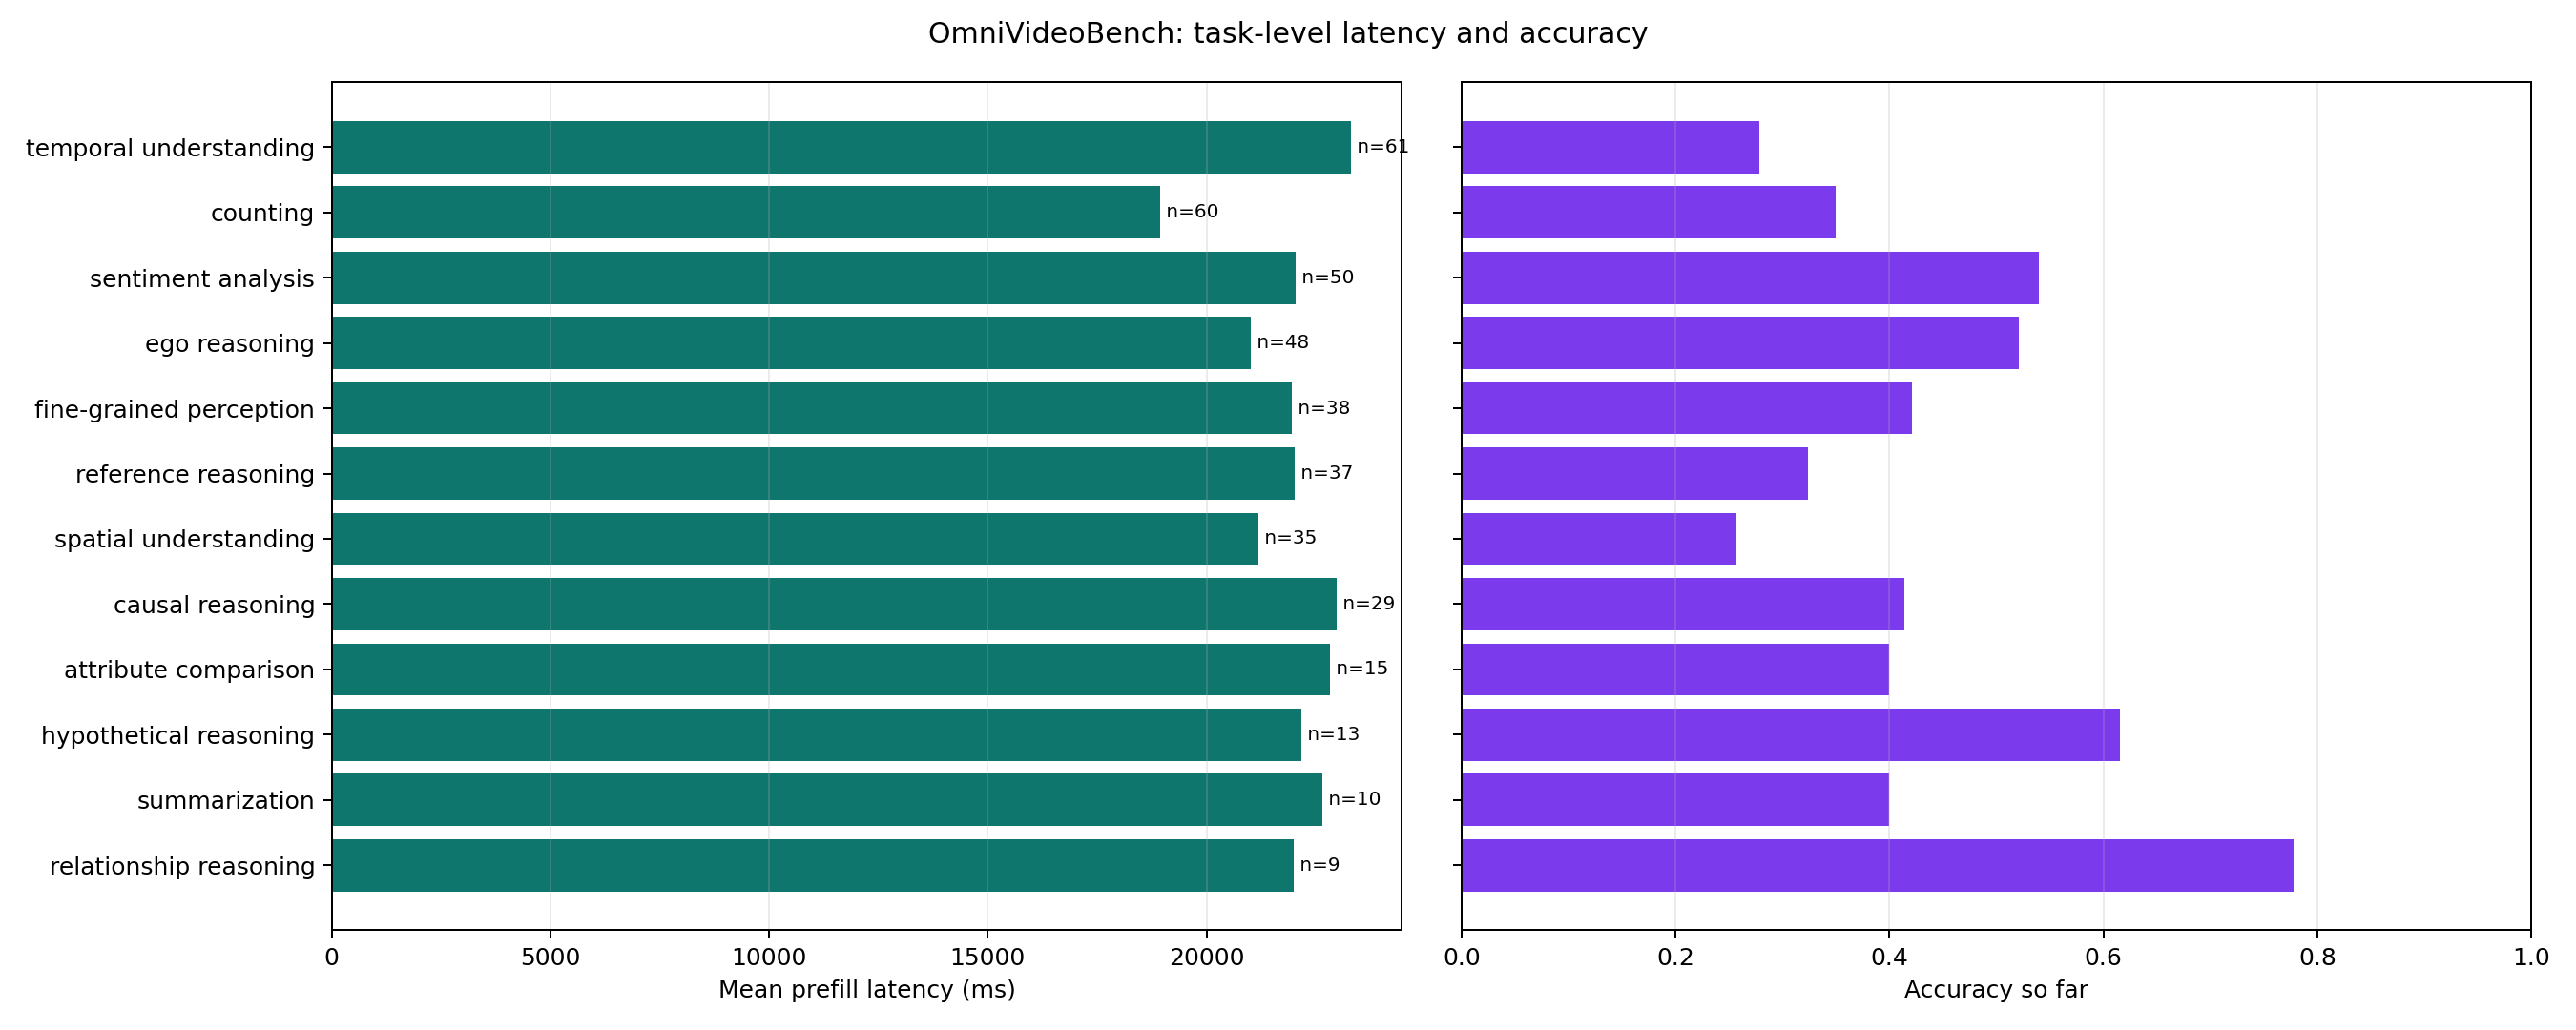 OmniVideoBench: task-level latency and accuracy
temporal understanding
n=61
counting
n=60
sentiment analysis
n=50
ego reasoning
n=48
fine-grained perception
n=38
reference reasoning
n=37
spatial understanding
n=35
causal reasoning
n=29
attribute comparison
n=15
hypothetical reasoning
n=13
summarization
n=10
relationship reasoning
n=9
0 5000 10000 15000 20000
Mean prefill latency (ms)
0.0 0.2 0.4 0.6 0.8 1.0
Accuracy so far